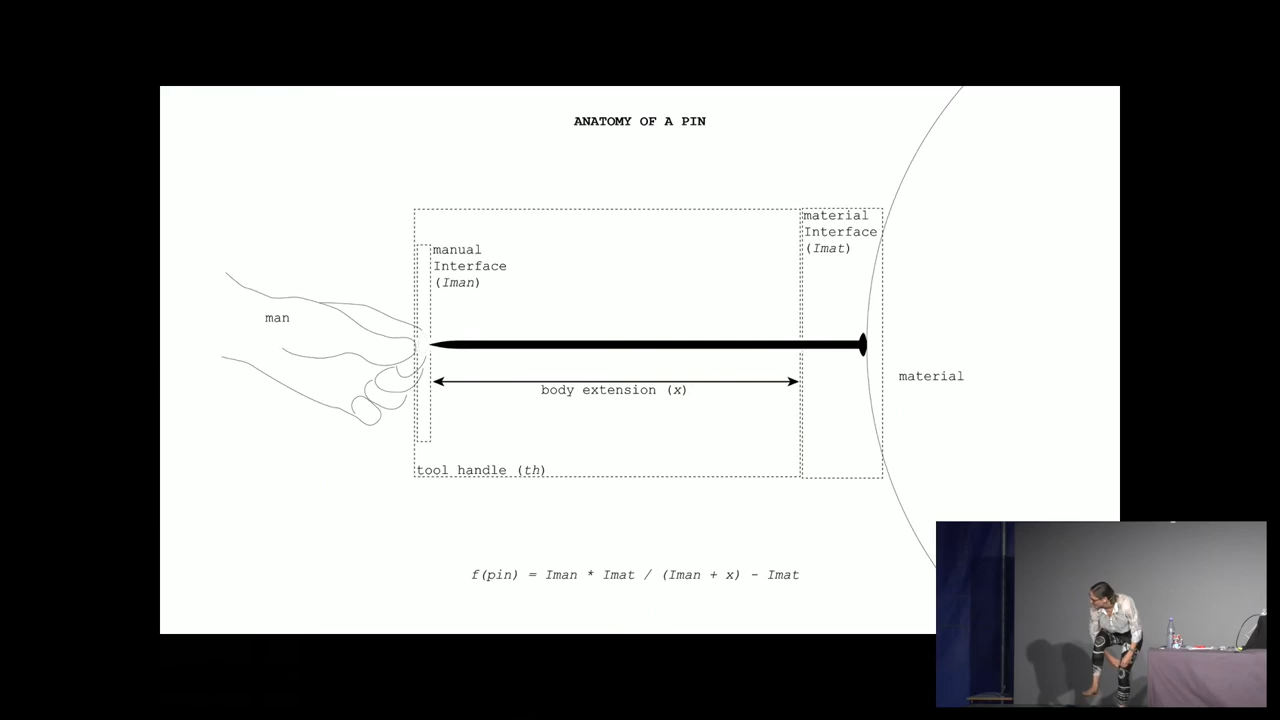 ANATOMY OF A PIN
material
Interface
(Imat)
manual
Interface
(Iman)
man
material
body extension (x)
tool handle (th)
f(pin) = Iman * Imat / (Iman + x) - Imat